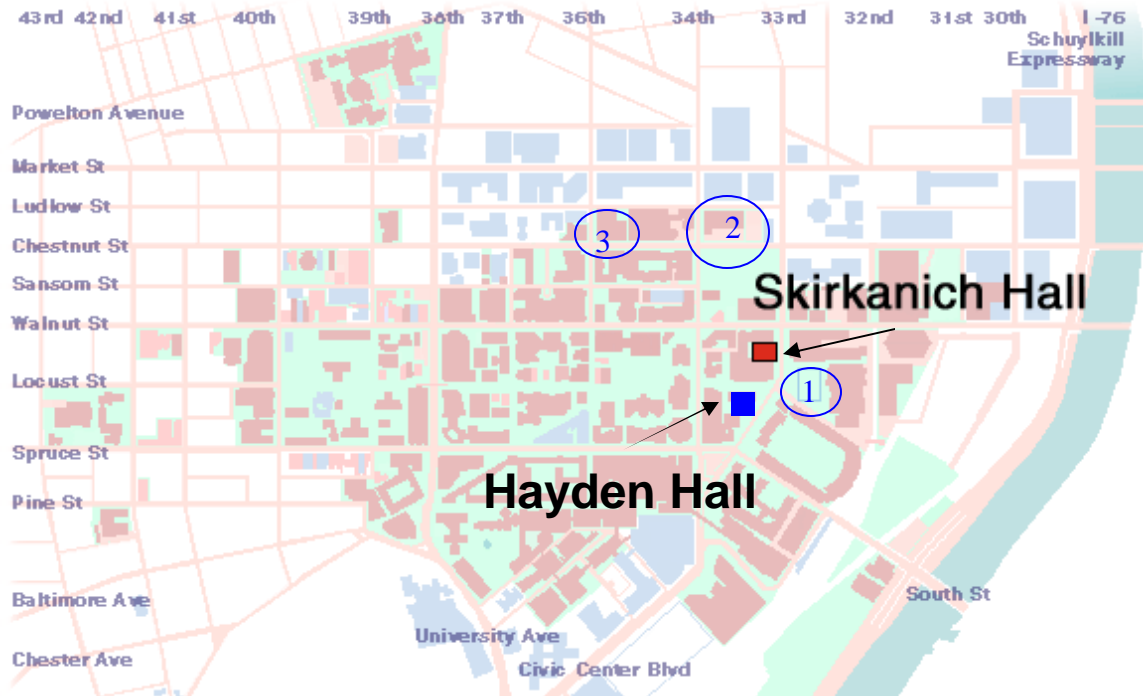 43rd 42nd 41st 40th 39th 38th 37th 36th 34th 33rd 32nd 31st 30th I-76
Schuylkill
Expressway
Powelton Avenue
Market St
Ludlow St
Chestnut St
3
2
Sansom St
Skirkanich Hall
Walnut St
Locust St
1
Spruce St
Hayden Hall
Pine St
Baltimore Ave
South St
University Ave
Chester Ave
Civic Center Blvd